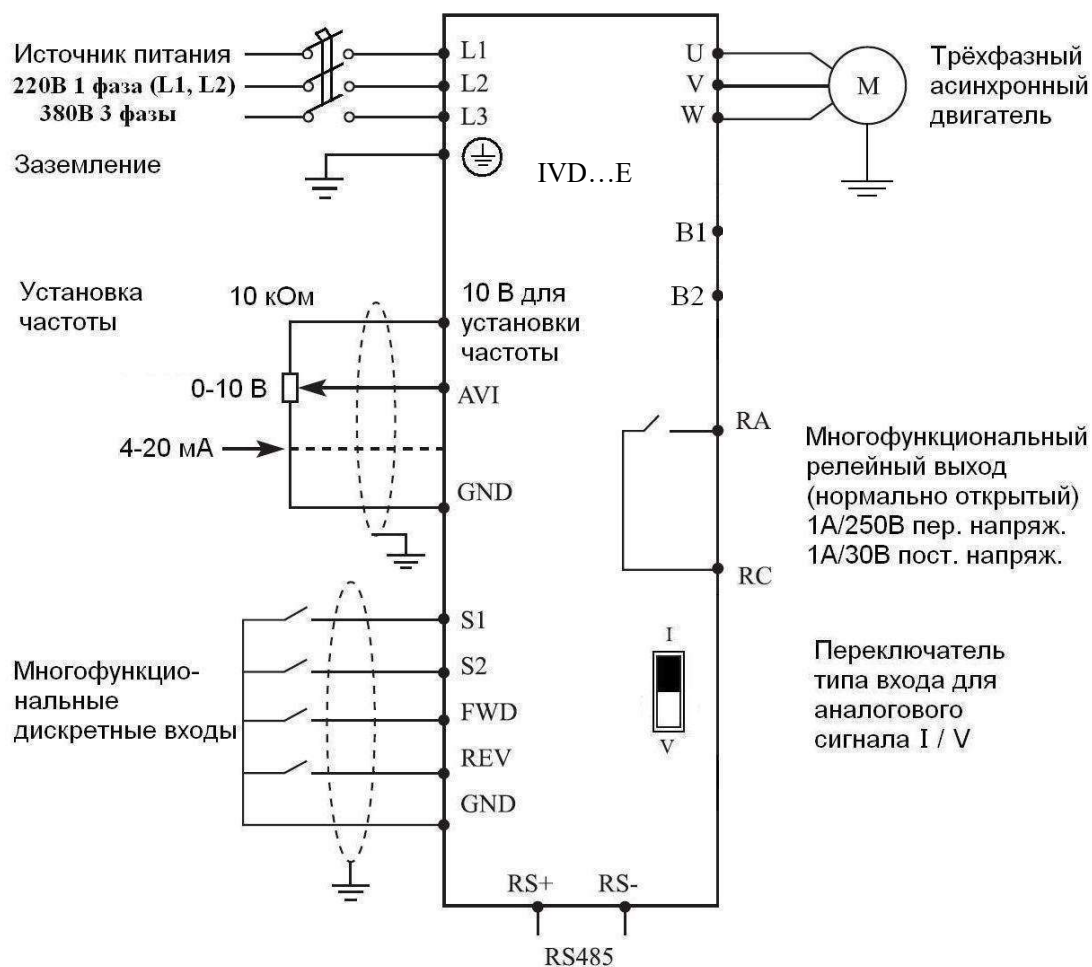 Источник питания
220В 1 фаза (L1, L2)
380В 3 фазы
Заземление
L1
L2
L3
IVD…E
U
V
W
M
Трёхфазный
асинхронный
двигатель
B1
B2
Установка
частоты
10 кОм
10 В для
установки
частоты
0-10 В
AVI
4-20 мА
GND
RA
RC
Многофункциональный
релейный выход
(нормально открытый)
1А/250В пер. напряж.
1А/30В пост. напряж.
Многофункцио-
нальные
дискретные входы
S1
S2
FWD
REV
GND
I
V
Переключатель
типа входа для
аналогового
сигнала I / V
RS+
RS-
RS485